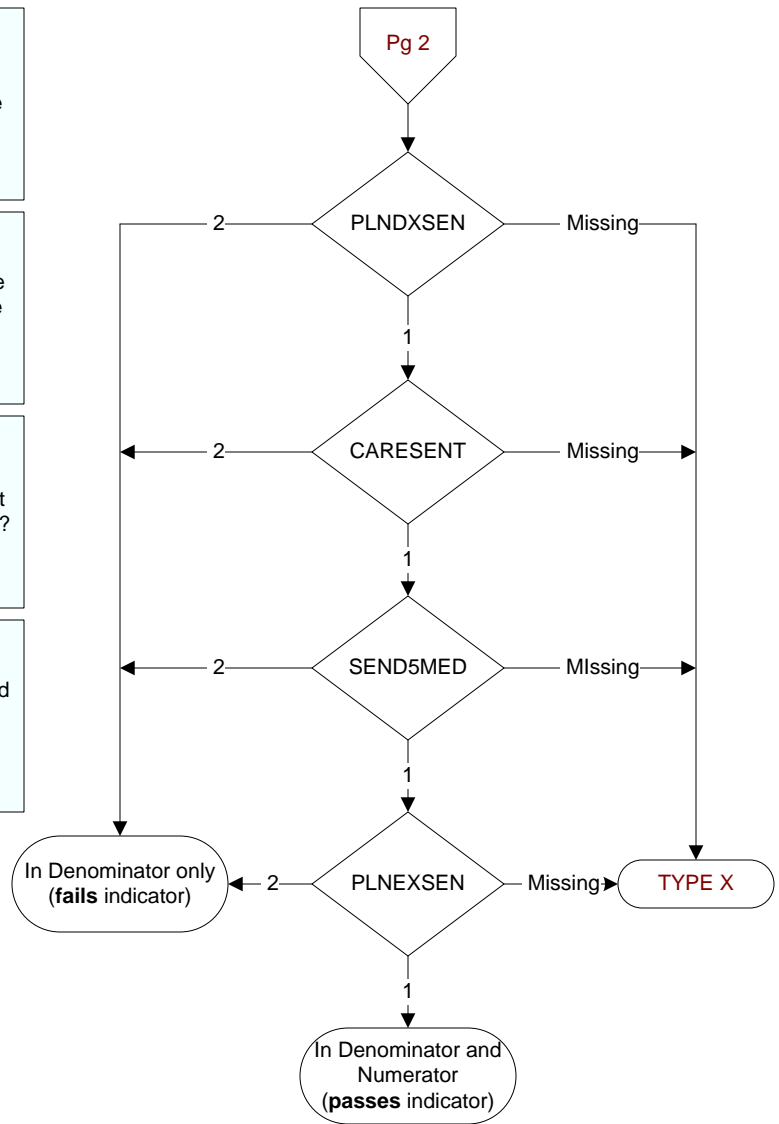 Pg 2
2
PLNDXSEN
Missing
1
2
CARESENT
Missing
1
2
SEND5MED
MIssing
1
In Denominator only
(fails indicator)
2
PLNEXSEN
Missing
TYPE X
1
In Denominator and
Numerator
(passes indicator)